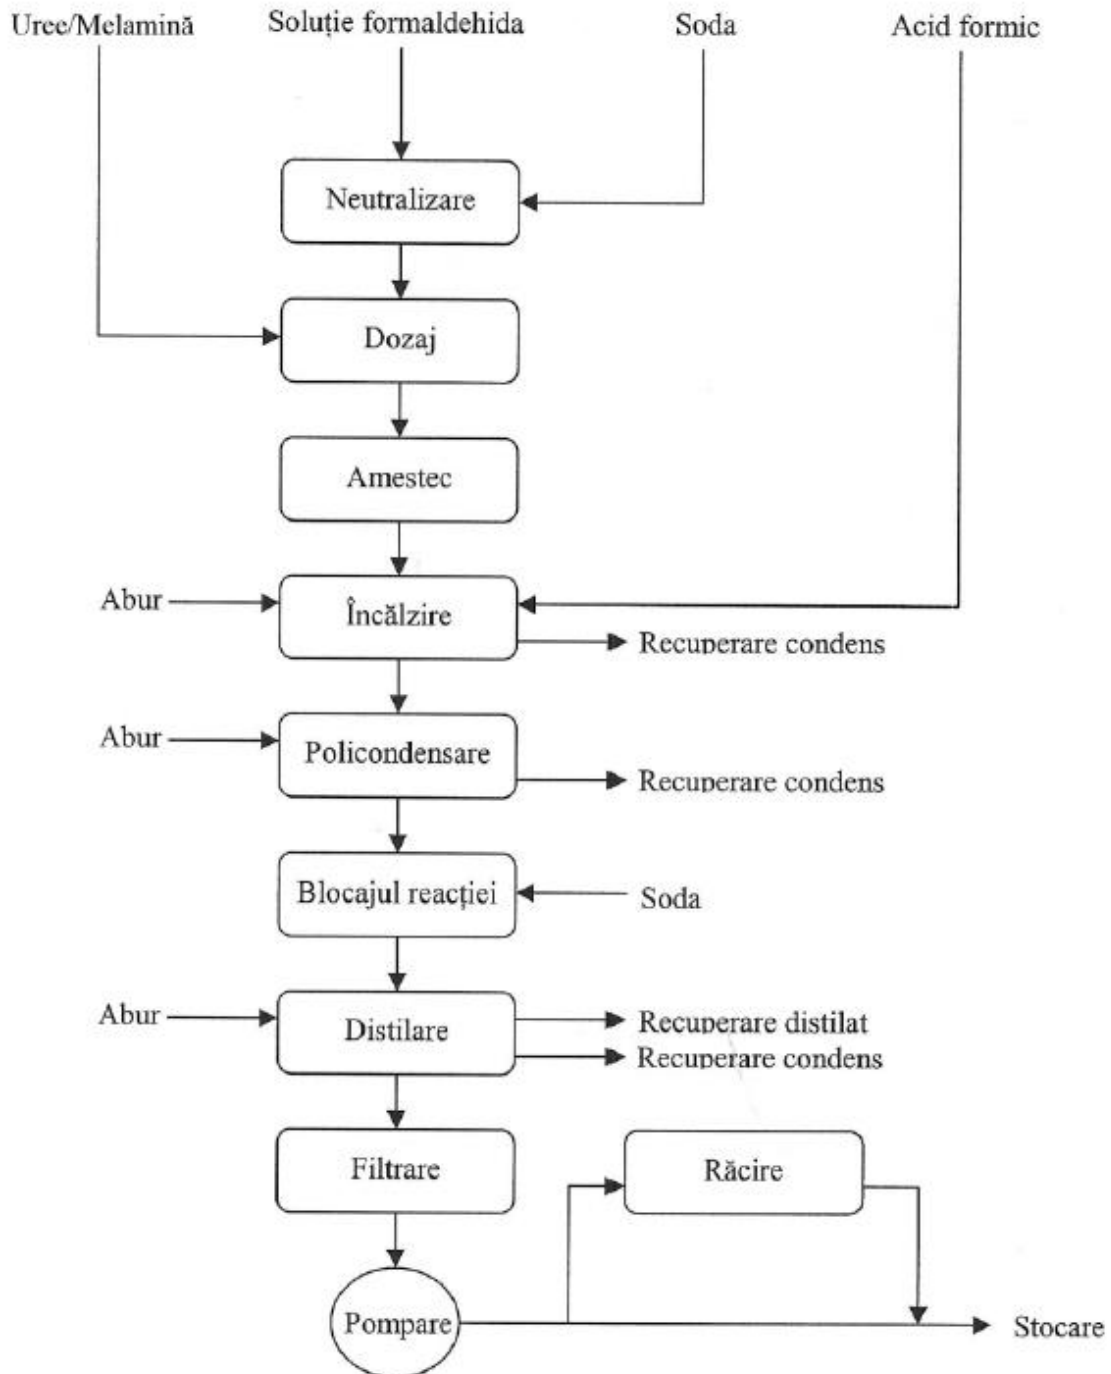 Uree/Melamină
Soluție formaldehida
Soda
Acid formic
Neutralizare
Dozaj
Amestec
Abur
Încălzire
Recuperare condens
Abur
Policondensare
Recuperare condens
Blocajul reacției
Soda
Abur
Distilare
Recuperare distilat
Recuperare condens
Filtrare
Răcire
Pompare
Stocare